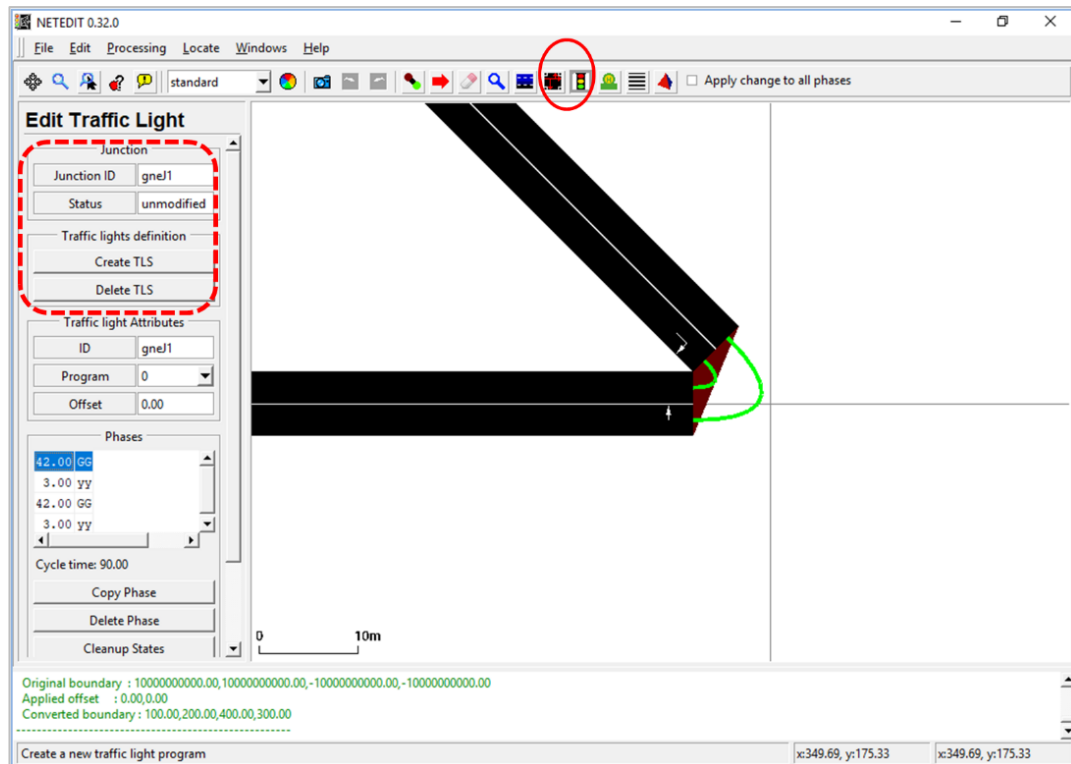 NETEDIT 0.32.0
File Edit Processing Locate Windows Help
standard Apply change to all phases
Edit Traffic Light
Junction
Junction ID gneJ1
Status unmodified
Traffic lights definition
Create TLS
Delete TLS
Traffic light Attributes
ID gneJ1
Program 0
Offset 0.00
Phases
42.00 GG
3.00 yy
42.00 GG
3.00 yy
Cycle time: 90.00
Copy Phase
Delete Phase
Cleanup States
0 10m
Original boundary : 10000000000.00,10000000000.00,-10000000000.00,-10000000000.00
Applied offset : 0.00,0.00
Converted boundary : 100.00,200.00,400.00,300.00
-----------------------------------------------------
Create a new traffic light program x:349.69, y:175.33 x:349.69, y:175.33